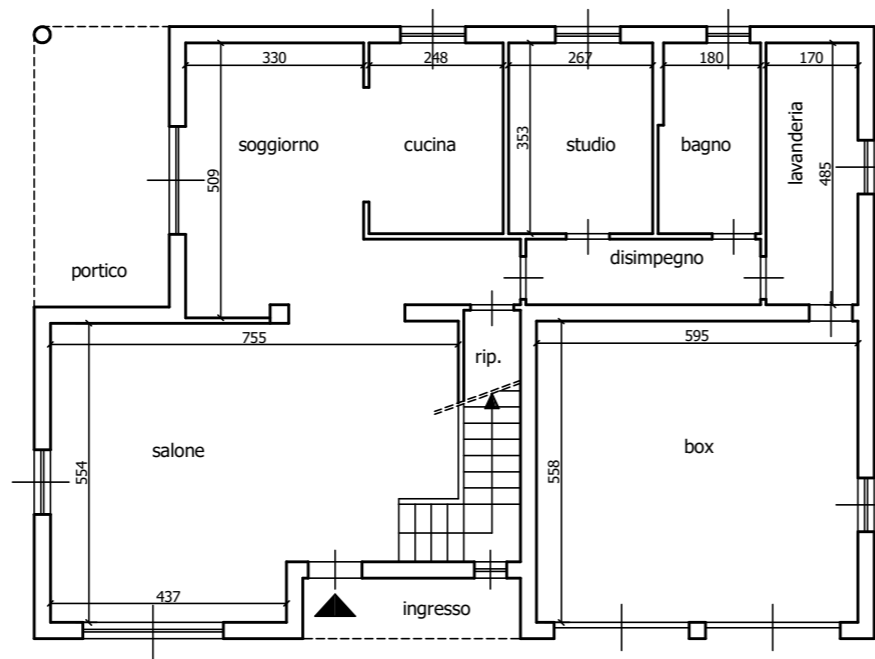 330
248
267
180
170
soggiorno
cucina
studio
bagno
lavanderia
353
509
485
portico
disimpegno
755
rip.
595
salone
box
554
558
437
ingresso